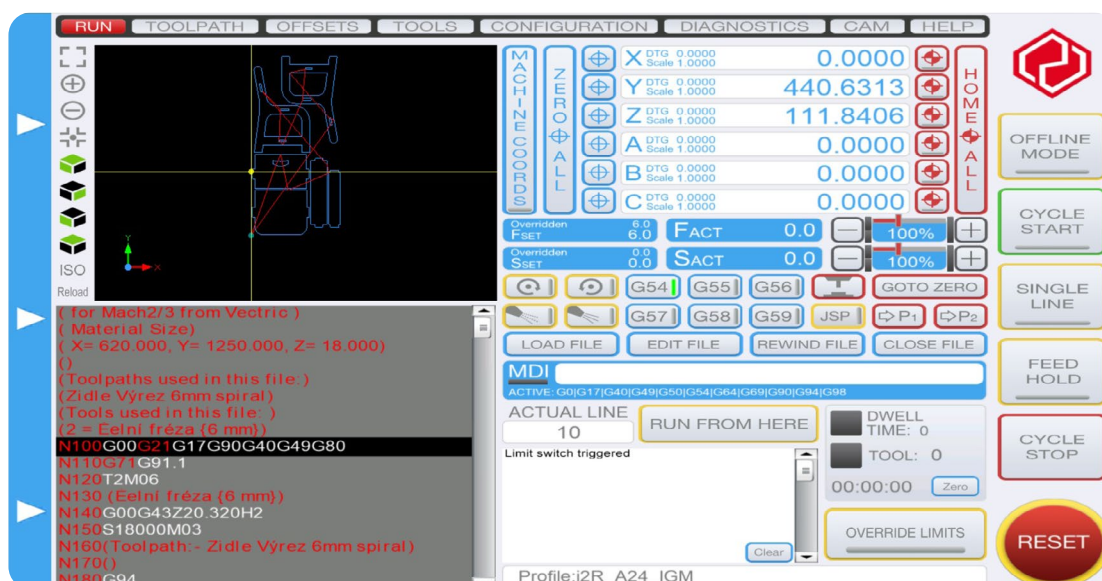 RUN TOOLPATH OFFSETS TOOLS CONFIGURATION DIAGNOSTICS CAM HELP
MACHINE COORDS
ZERO ALL
X DTG 0.0000 Scale 1.0000 0.0000
Y DTG 0.0000 Scale 1.0000 440.6313
Z DTG 0.0000 Scale 1.0000 111.8406
A DTG 0.0000 Scale 1.0000 0.0000
B DTG 0.0000 Scale 1.0000 0.0000
C DTG 0.0000 Scale 1.0000 0.0000
HOME ALL
Overridden 6.0
FSET 6.0 FACT 0.0 100%
Overridden 0.0
SSET 0.0 SACT 0.0 100%
G54 G55 G56 GOTO ZERO
G57 G58 G59 JSP P1 P2
LOAD FILE EDIT FILE REWIND FILE CLOSE FILE
MDI
ACTIVE: G0|G17|G40|G49|G50|G54|G64|G69|G90|G94|G98
ACTUAL LINE
10
RUN FROM HERE
DWELL
TIME: 0
TOOL: 0
00:00:00 Zero
Limit switch triggered
Clear
OVERRIDE LIMITS
Profile:i2R_A24_IGM
OFFLINE
MODE
CYCLE
START
SINGLE
LINE
FEED
HOLD
CYCLE
STOP
RESET
Y
X
ISO
Reload
( for Mach2/3 from Vectric )
( Material Size)
( X= 620.000, Y= 1250.000, Z= 18.000)
()
(Toolpaths used in this file:)
(Zidle Výrez 6mm spiral)
(Tools used in this file: )
(2 = Eelní fréza {6 mm})
N100G00G21G17G90G40G49G80
N110G71G91.1
N120T2M06
N130 (Eelní fréza {6 mm})
N140G00G43Z20.320H2
N150S18000M03
N160(Toolpath:- Zidle Výrez 6mm spiral)
N170()
N180G94